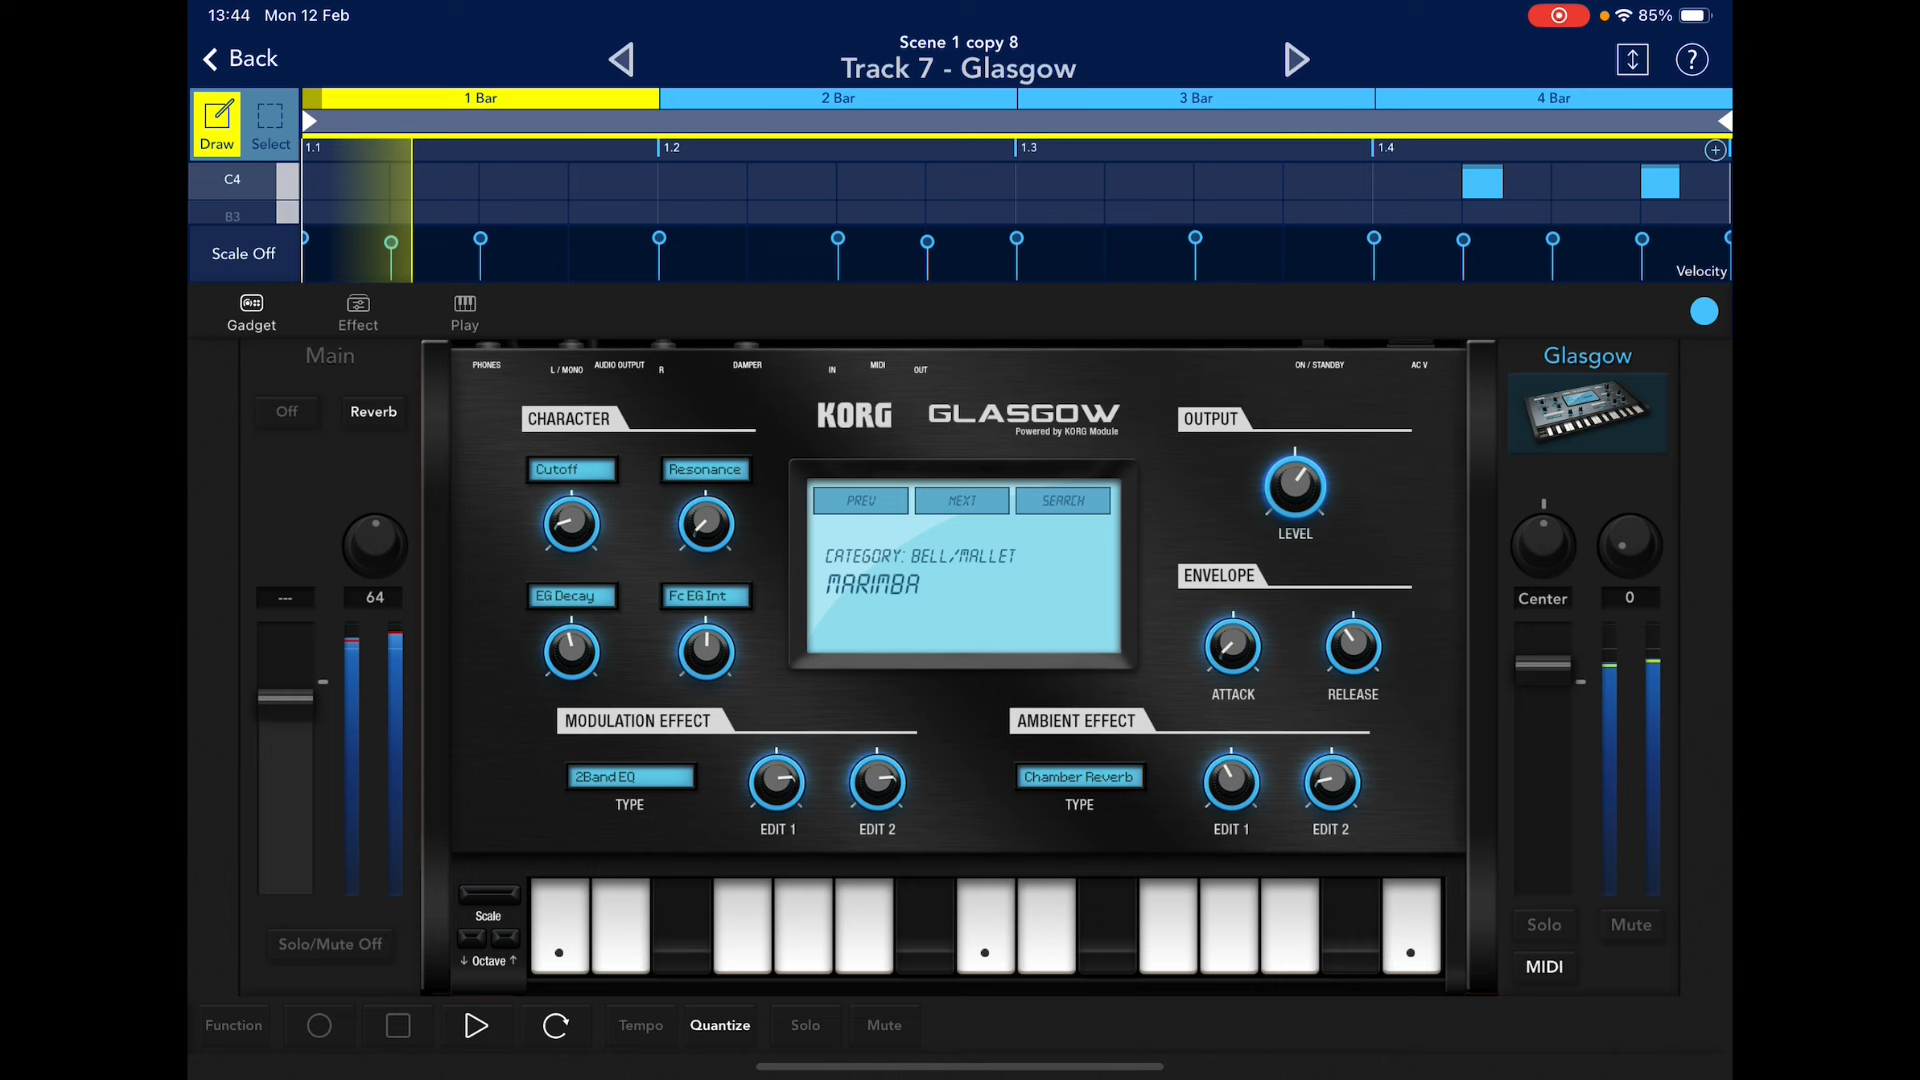 13:44 Mon 12 Feb
85%
Back
Scene 1 copy 8
Track 7 - Glasgow
?
1 Bar
2 Bar
3 Bar
4 Bar
Draw
Select
1.1
1.2
1.3
1.4
C4
B3
Scale Off
Velocity
Gadget
Effect
Play
Main
Off
Reverb
---
64
Solo/Mute Off
PHONES
L / MONO
AUDIO OUTPUT
R
DAMPER
IN
MIDI
OUT
ON / STANDBY
AC V
CHARACTER
KORG
GLASGOW
Powered by KORG Module
OUTPUT
Cutoff
Resonance
EG Decay
Fc EG Int
PREV
NEXT
SEARCH
CATEGORY: BELL/MALLET
MARIMBA
LEVEL
ENVELOPE
ATTACK
RELEASE
MODULATION EFFECT
2Band EQ
TYPE
EDIT 1
EDIT 2
AMBIENT EFFECT
Chamber Reverb
TYPE
EDIT 1
EDIT 2
Scale
↓ Octave ↑
Glasgow
Center
0
Solo
Mute
MIDI
Function
Tempo
Quantize
Solo
Mute